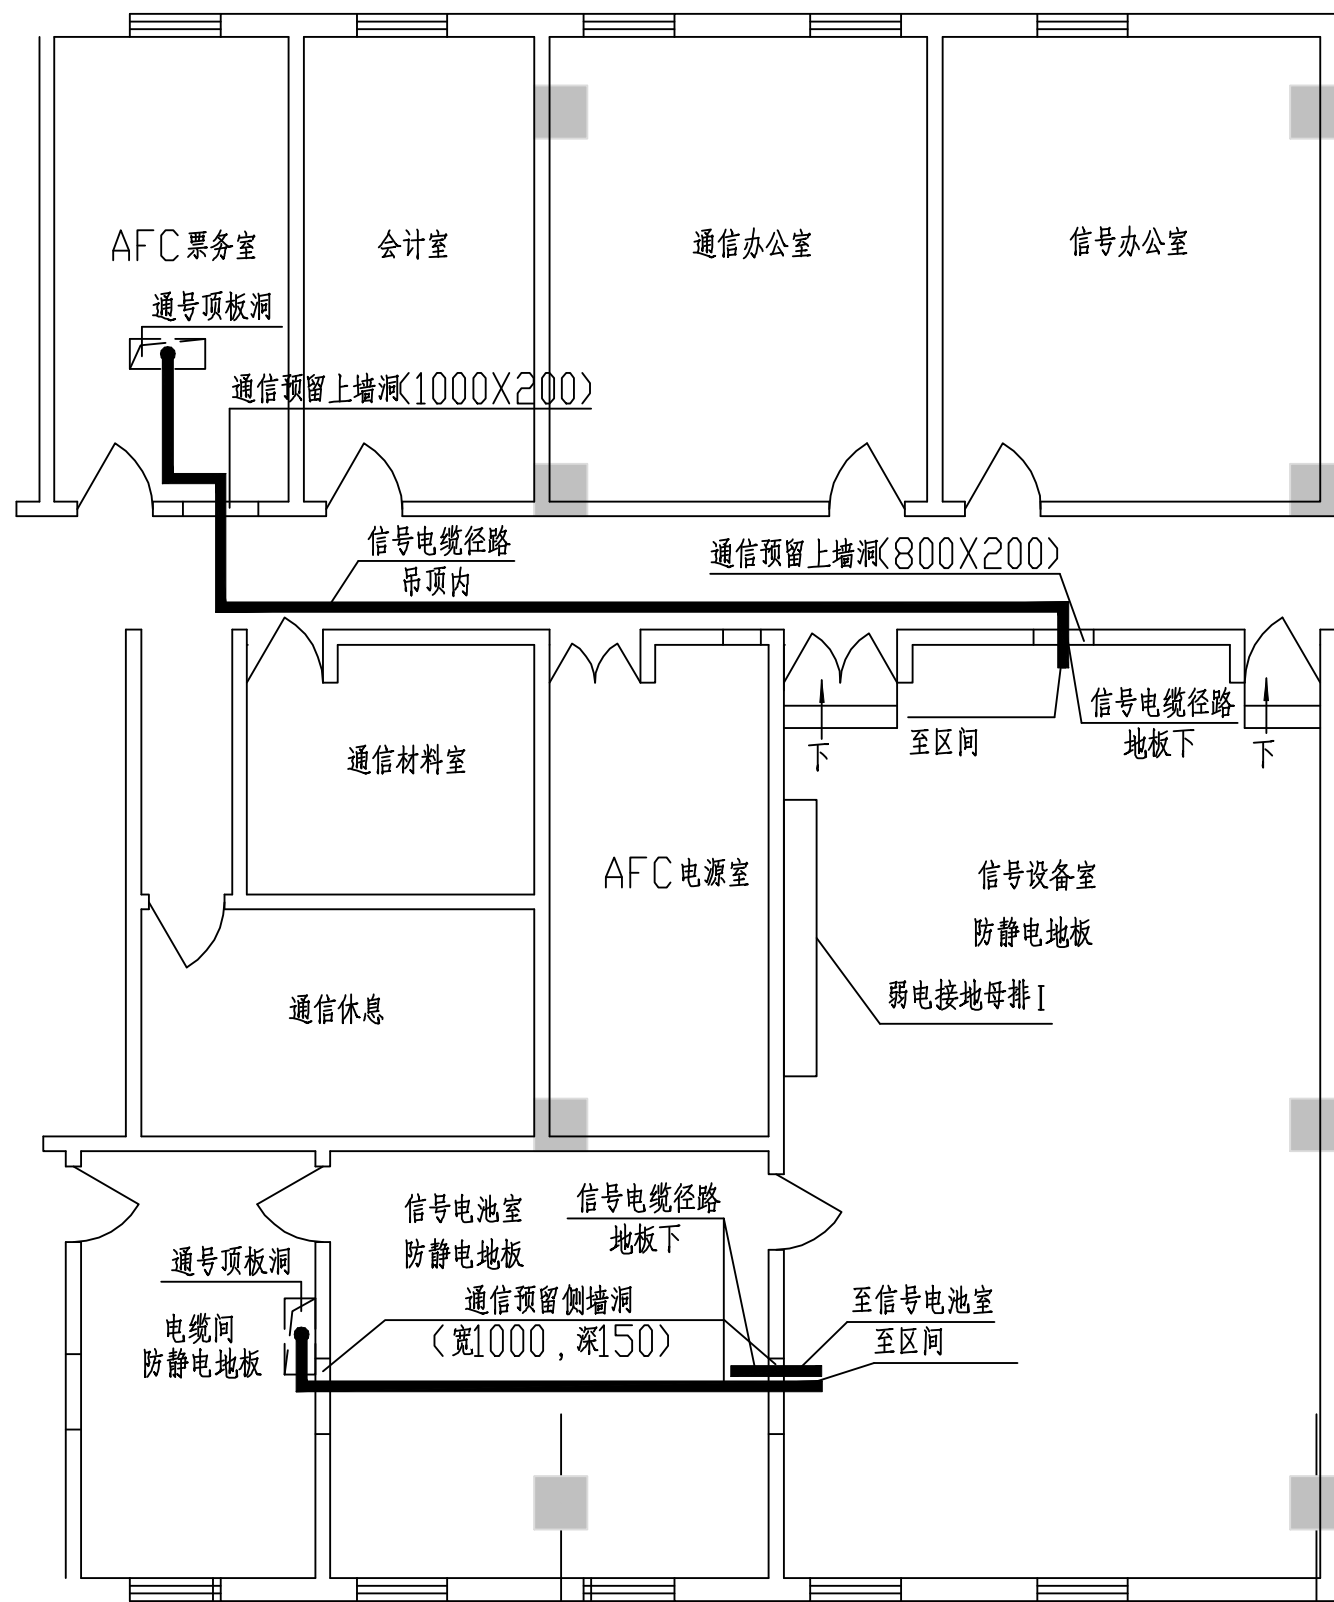 AFC票务室
会计室
通信办公室
信号办公室
通号顶板洞
通信预留上墙洞(1000X200)
信号电缆径路
吊顶内
通信预留上墙洞(800X200)
信号电缆径路
地板下
至区间
下
下
通信材料室
AFC电源室
信号设备室
防静电地板
弱电接地母排I
通信休息
信号电池室
防静电地板
信号电缆径路
地板下
通号顶板洞
电缆间
防静电地板
通信预留侧墙洞
(宽1000,深150)
至信号电池室
至区间